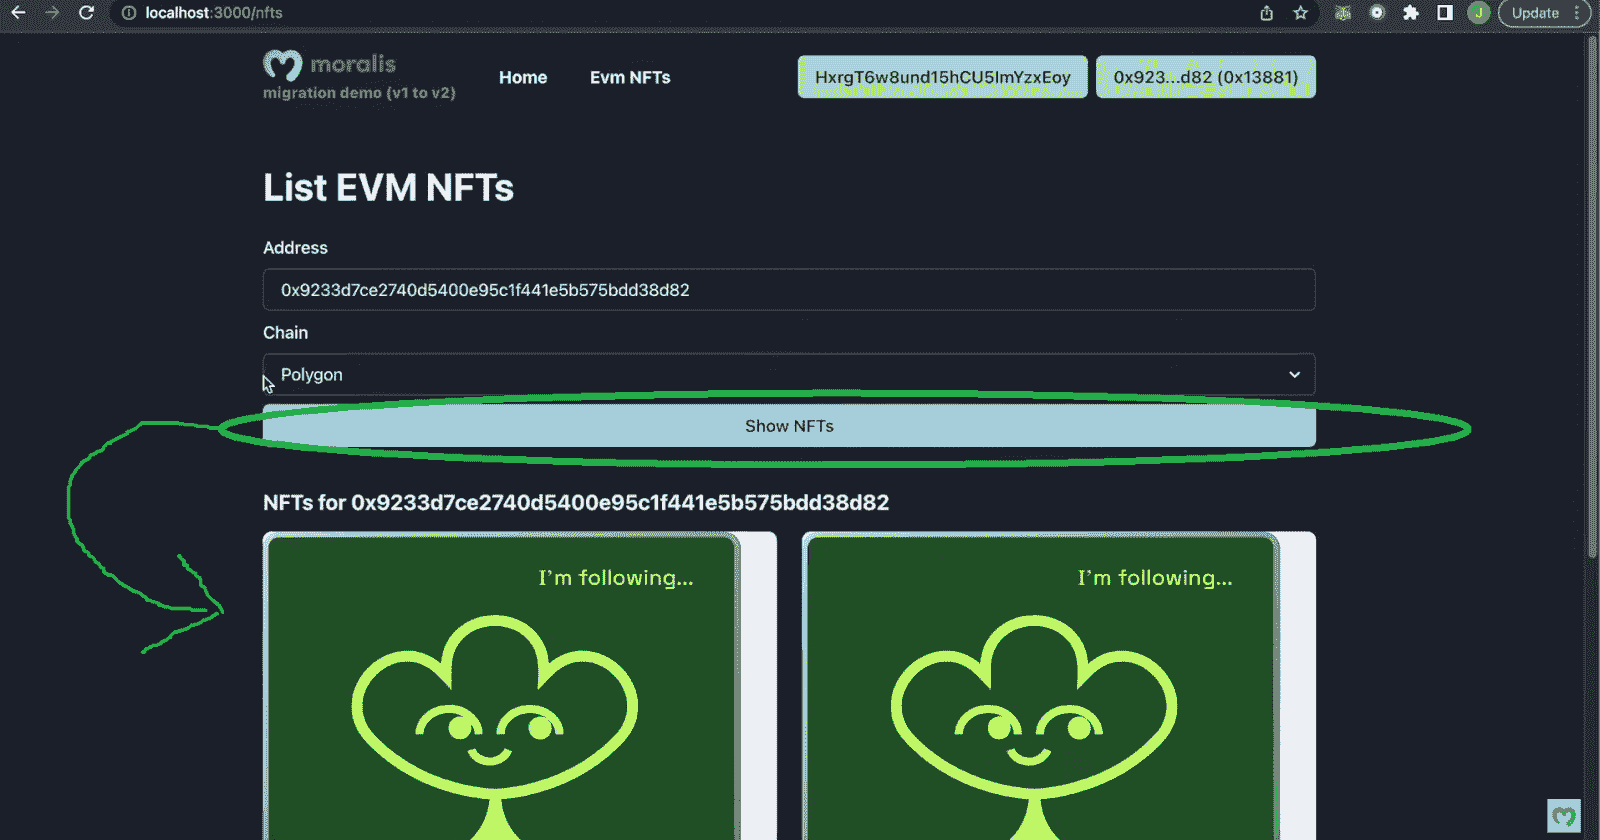 localhost:3000/nfts
Update
moralis
migration demo (v1 to v2)
Home
Evm NFTs
HxrgT6w8und15hCU5ImYzxEoy
0x923...d82 (0x13881)
J
List EVM NFTs
Address
0x9233d7ce2740d5400e95c1f441e5b575bdd38d82
Chain
Polygon
Show NFTs
NFTs for 0x9233d7ce2740d5400e95c1f441e5b575bdd38d82
I'm following...
I'm following...